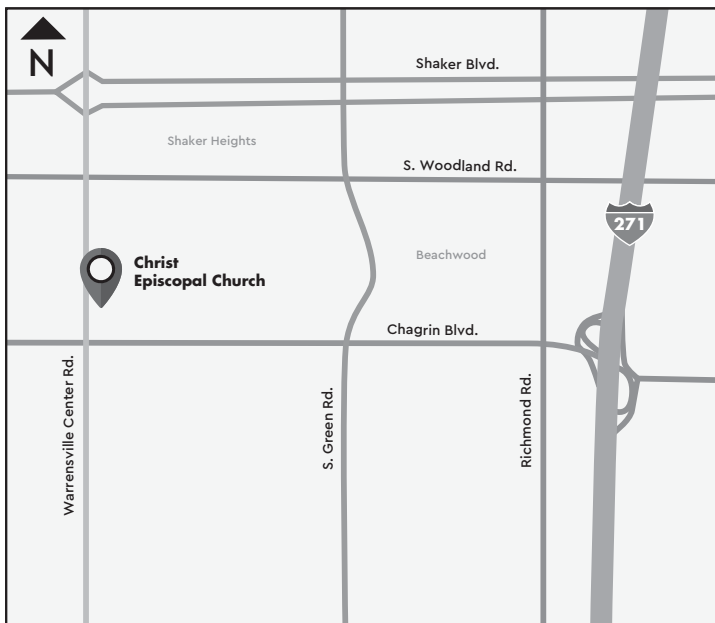 N
Shaker Blvd.
Shaker Heights
S. Woodland Rd.
271
Christ
Episcopal Church
Beachwood
Chagrin Blvd.
Warrensville Center Rd.
S. Green Rd.
Richmond Rd.